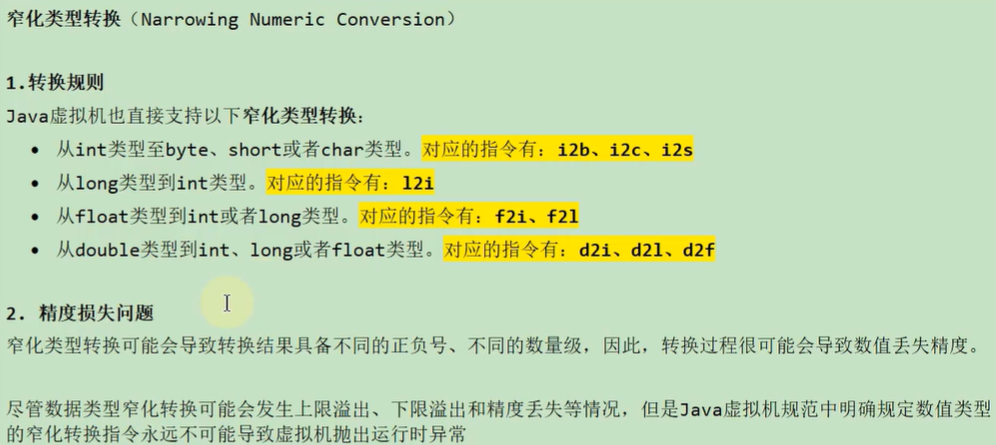 窄化类型转换（Narrowing Numeric Conversion）
1.转换规则
Java虚拟机也直接支持以下窄化类型转换：
• 从int类型至byte、short或者char类型。对应的指令有：i2b、i2c、i2s
• 从long类型到int类型。对应的指令有：l2i
• 从float类型到int或者long类型。对应的指令有：f2i、f2l
• 从double类型到int、long或者float类型。对应的指令有：d2i、d2l、d2f
2. 精度损失问题
窄化类型转换可能会导致转换结果具备不同的正负号、不同的数量级，因此，转换过程很可能会导致数值丢失精度。
尽管数据类型窄化转换可能会发生上限溢出、下限溢出和精度丢失等情况，但是Java虚拟机规范中明确规定数值类型
的窄化转换指令永远不可能导致虚拟机抛出运行时异常